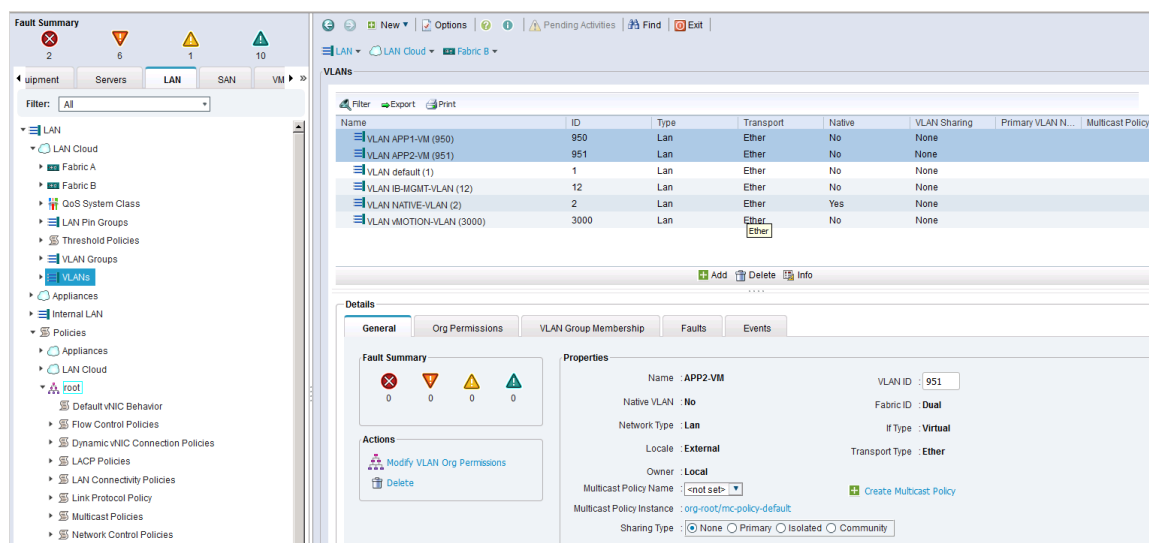 Fault Summary
2 6 1 10
uipment Servers LAN SAN VM »
Filter: All
LAN
LAN Cloud
Fabric A
Fabric B
QoS System Class
LAN Pin Groups
Threshold Policies
VLAN Groups
VLANs
Appliances
Internal LAN
Policies
Appliances
LAN Cloud
root
Default vNIC Behavior
Flow Control Policies
Dynamic vNIC Connection Policies
LACP Policies
LAN Connectivity Policies
Link Protocol Policy
Multicast Policies
Network Control Policies
New Options Pending Activities Find Exit
LAN LAN Cloud Fabric B
VLANs
Filter Export Print
Name ID Type Transport Native VLAN Sharing Primary VLAN N... Multicast Policy
VLAN APP1-VM (950) 950 Lan Ether No None
VLAN APP2-VM (951) 951 Lan Ether No None
VLAN default (1) 1 Lan Ether No None
VLAN IB-MGMT-VLAN (12) 12 Lan Ether No None
VLAN NATIVE-VLAN (2) 2 Lan Ether Yes None
VLAN vMOTION-VLAN (3000) 3000 Lan Ether No None
Ether
Add Delete Info
Details
General Org Permissions VLAN Group Membership Faults Events
Fault Summary
0 0 0 0
Actions
Modify VLAN Org Permissions
Delete
Properties
Name : APP2-VM VLAN ID : 951
Native VLAN : No Fabric ID : Dual
Network Type : Lan If Type : Virtual
Locale : External Transport Type : Ether
Owner : Local
Multicast Policy Name : <not set> Create Multicast Policy
Multicast Policy Instance : org-root/mc-policy-default
Sharing Type : None Primary Isolated Community